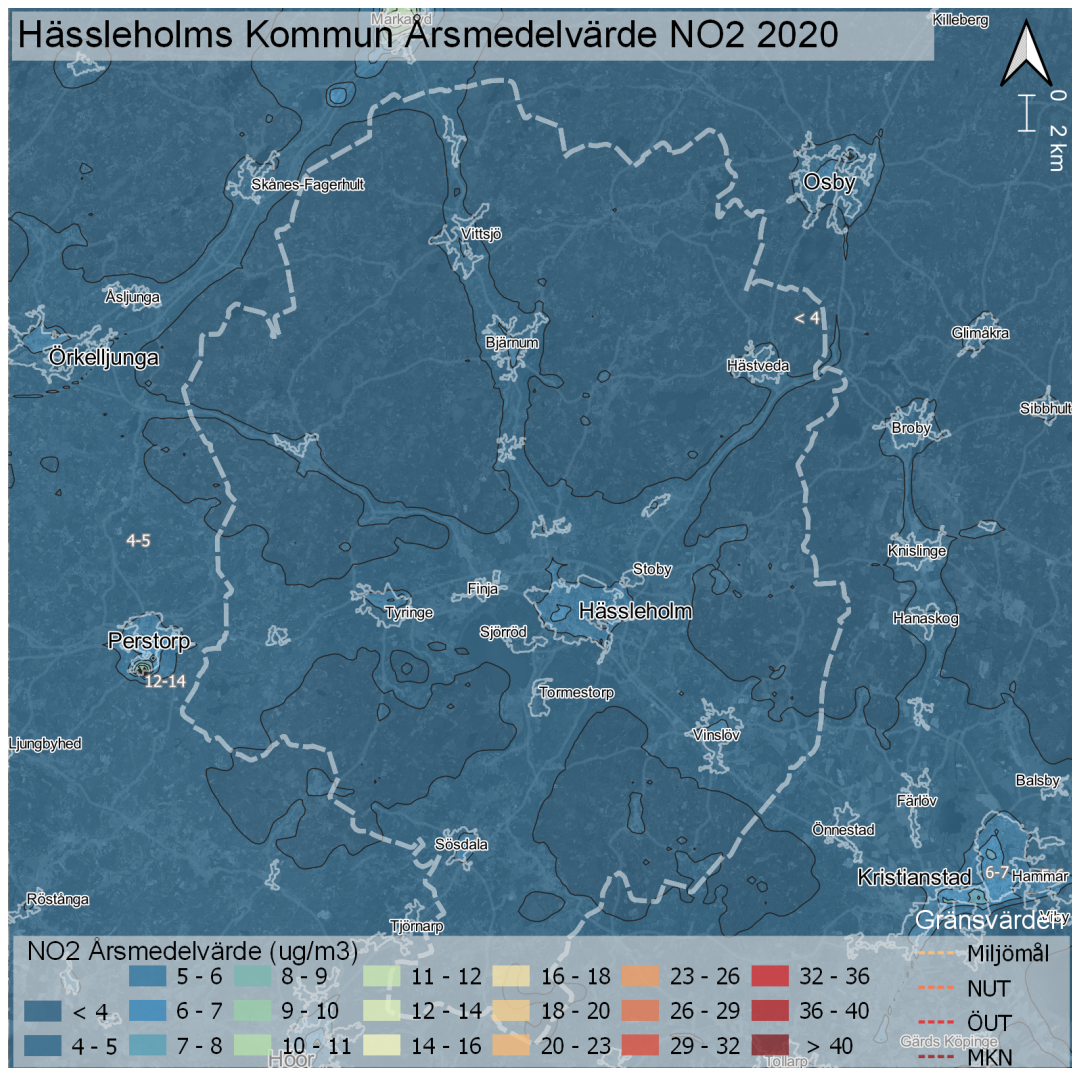 Markaryd
Killeberg
Hässleholms Kommun Årsmedelvärde NO2 2020
0 2 km
Skånes-Fagerhult
Osby
Vittsjö
Åsljunga
< 4
Örkelljunga
Bjärnum
Glimåkra
Hästveda
Sibbhult
Broby
4-5
Knislinge
Stoby
Finja
Tyringe
Hässleholm
Hanaskog
Sjörröd
Perstorp
12-14
Tormestorp
Vinslöv
Ljungbyhed
Balsby
Färlöv
Önnestad
Sösdala
Kristianstad
6-7
Hammar
Röstånga
Tjörnarp
Viby
Gränsvärden
NO2 Årsmedelvärde (ug/m3)
Miljömål
5 - 6 8 - 9 11 - 12 16 - 18 23 - 26 32 - 36
NUT
< 4 6 - 7 9 - 10 12 - 14 18 - 20 26 - 29 36 - 40
ÖUT
4 - 5 7 - 8 10 - 11 14 - 16 20 - 23 29 - 32 > 40
Gärds Köpinge
MKN
Höör
Tollarp